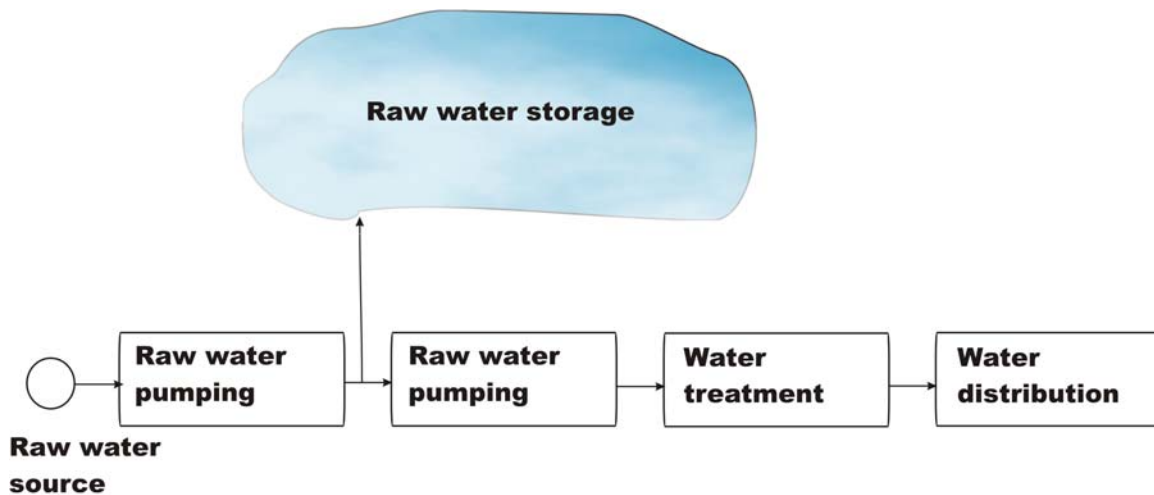 Raw water storage
Raw water
pumping
Raw water
pumping
Water
treatment
Water
distribution
Raw water
source